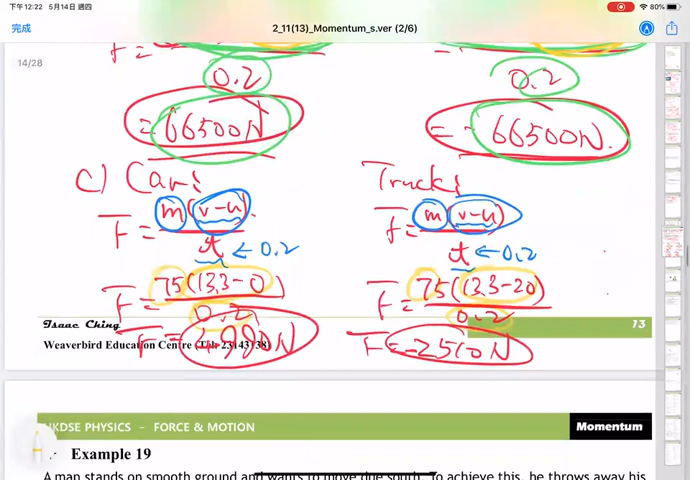 下午12:22 5月14日 週四
80%
完成
2_11(13)_Momentum_s.ver (2/6)
14/28
0.2
0.2
= 66500N
= -66500N.
c) Car:
Truck:
F = m(v-u)
F = m(v-u)
t ← 0.2
t ← 0.2
F = 75(13.3-0)
F = 75(13.3-20)
0.2
0.2
Isaac Ching
13
Weaverbird Education Centre (Tel: 23143138)
F = 4990N
F = -2510N
HKDSE PHYSICS – FORCE & MOTION
Momentum
Example 19
A man stands on smooth ground and wants to move due south. To achieve this, he throws away his